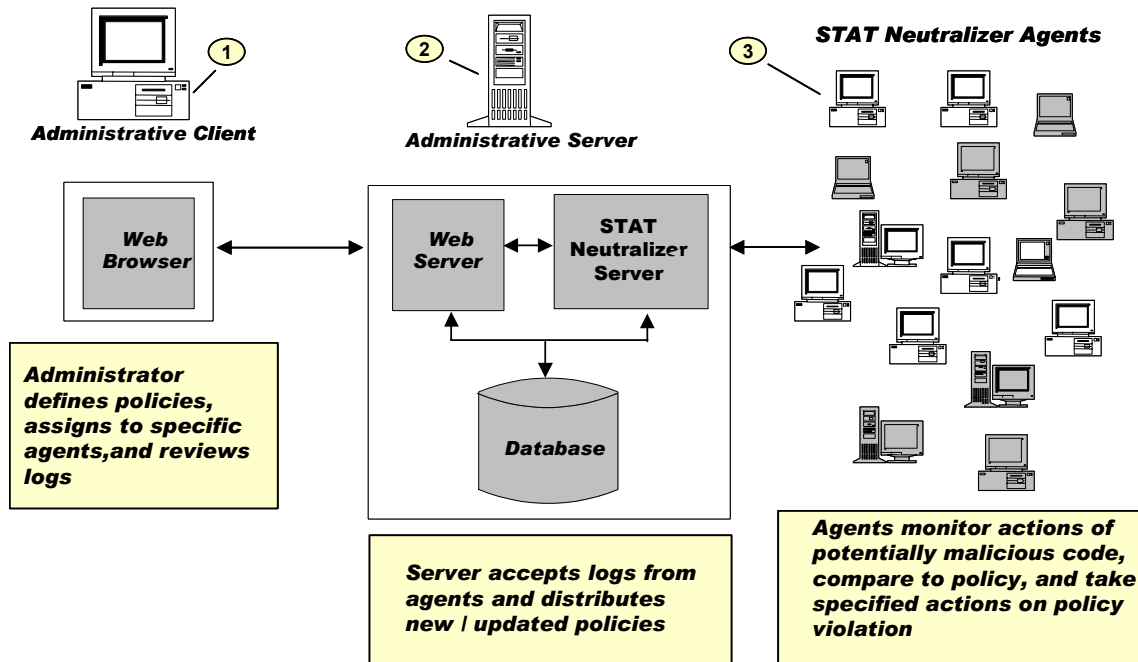 1
2
3
STAT Neutralizer Agents
Administrative Client
Administrative Server
Web
Browser
Web
Server
STAT
Neutralizer
Server
Database
Administrator
defines policies,
assigns to specific
agents,and reviews
logs
Server accepts logs from
agents and distributes
new / updated policies
Agents monitor actions of
potentially malicious code,
compare to policy, and take
specified actions on policy
violation